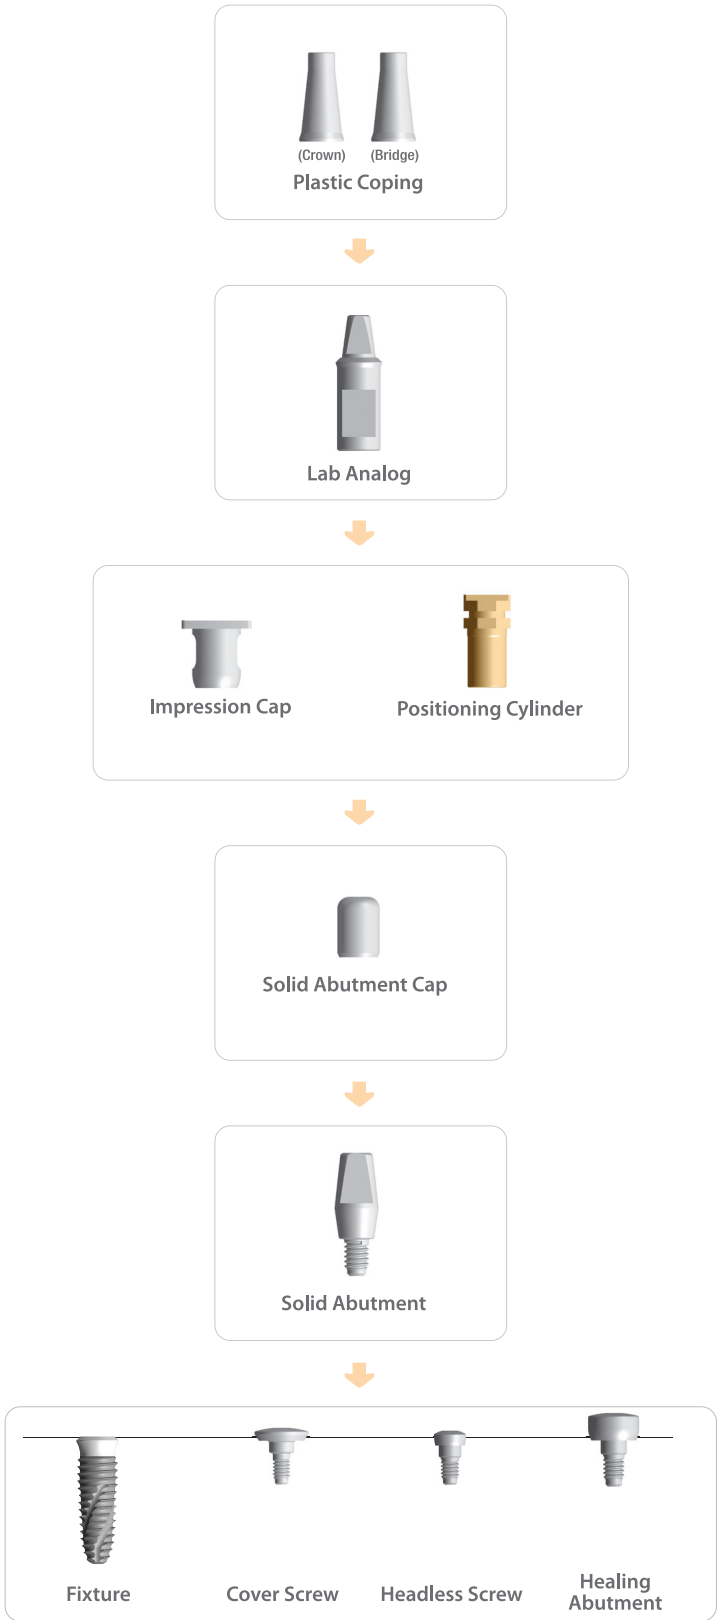 (Crown) (Bridge)
Plastic Coping
Lab Analog
Impression Cap
Positioning Cylinder
Solid Abutment Cap
Solid Abutment
Fixture
Cover Screw
Headless Screw
Healing
Abutment